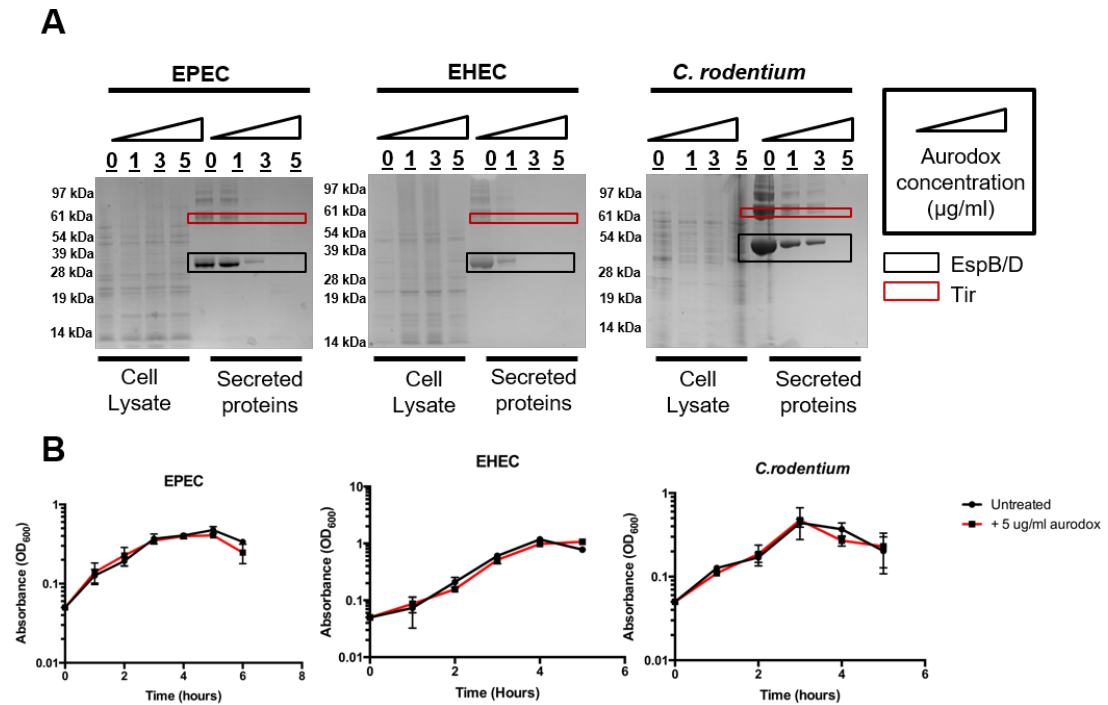 A
EPEC
EHEC
C. rodentium
0 1 3 5 0 1 3 5
0 1 3 5 0 1 3 5
0 1 3 5 0 1 3 5
97 kDa
61 kDa
54 kDa
39 kDa
28 kDa
19 kDa
14 kDa
97 kDa
61 kDa
54 kDa
39 kDa
28 kDa
19 kDa
14 kDa
97 kDa
61 kDa
54 kDa
39 kDa
28 kDa
19 kDa
14 kDa
Aurodox
concentration
(µg/ml)
EspB/D
Tir
Cell
Lysate
Secreted
proteins
Cell
Lysate
Secreted
proteins
Cell
Lysate
Secreted
proteins
B
EPEC
Absorbance (OD600)
1
0.1
0.01
0 2 4 6 8
Time (hours)
EHEC
Absorbance (OD600)
10
1
0.1
0.01
0 2 4 6
Time (Hours)
C.rodentium
Absorbance (OD600)
1
0.1
0.01
0 2 4 6
Time (hours)
Untreated
+ 5 ug/ml aurodox